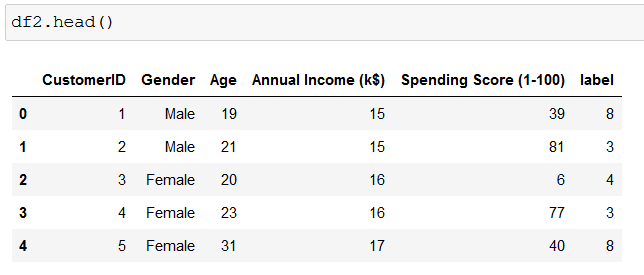 df2.head()
CustomerID Gender Age Annual Income (k$) Spending Score (1-100) label
0 1 Male 19 15 39 8
1 2 Male 21 15 81 3
2 3 Female 20 16 6 4
3 4 Female 23 16 77 3
4 5 Female 31 17 40 8